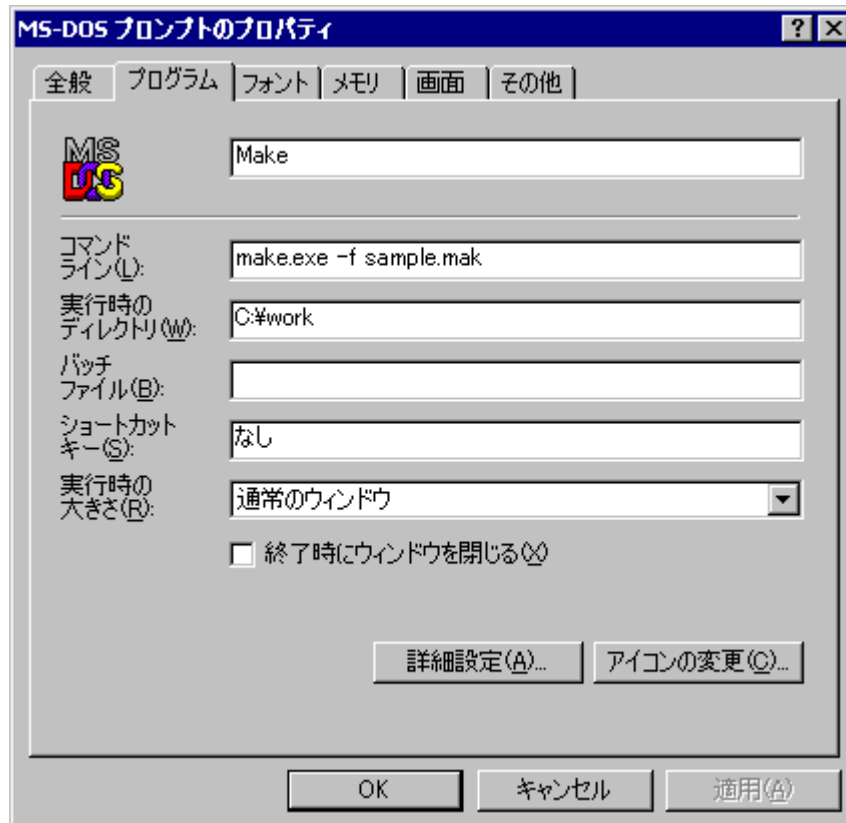 MS-DOS プロンプトのプロパティ
全般 プログラム フォント メモリ 画面 その他
MS
DOS
Make
コマンド
ライン(L):
make.exe -f sample.mak
実行時の
ディレクトリ(W):
C:¥work
バッチ
ファイル(B):
ショートカット
キー(S):
なし
実行時の
大きさ(R):
通常のウィンドウ
終了時にウィンドウを閉じる(X)
詳細設定(A)... アイコンの変更(C)...
OK キャンセル 適用(A)